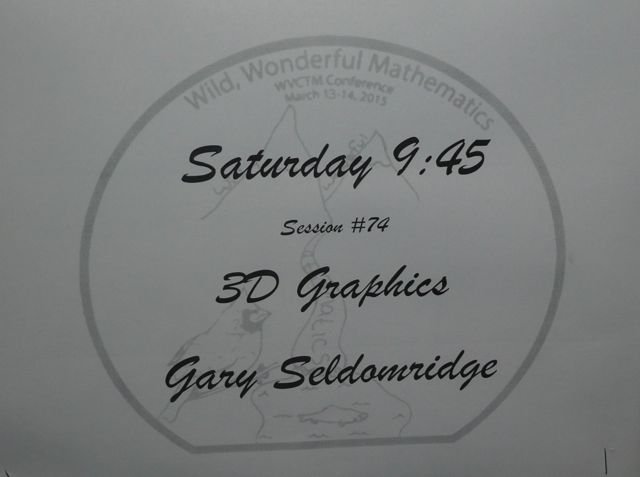 Wild, Wonderful Mathematics
WVCTM Conference
March 13-14, 2015
Saturday 9:45
Session #74
3D Graphics
Gary Seldomridge